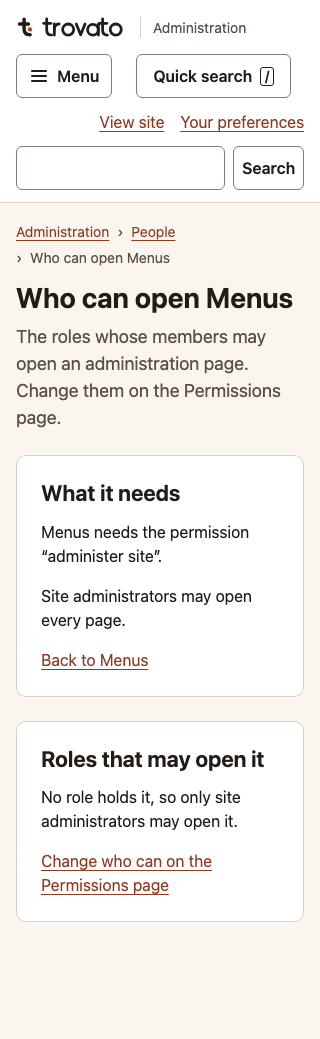 trovato
Administration
Menu
Quick search /
View site
Your preferences
Search
Administration › People
› Who can open Menus
Who can open Menus
The roles whose members may
open an administration page.
Change them on the Permissions
page.
What it needs
Menus needs the permission
“administer site”.
Site administrators may open
every page.
Back to Menus
Roles that may open it
No role holds it, so only site
administrators may open it.
Change who can on the
Permissions page